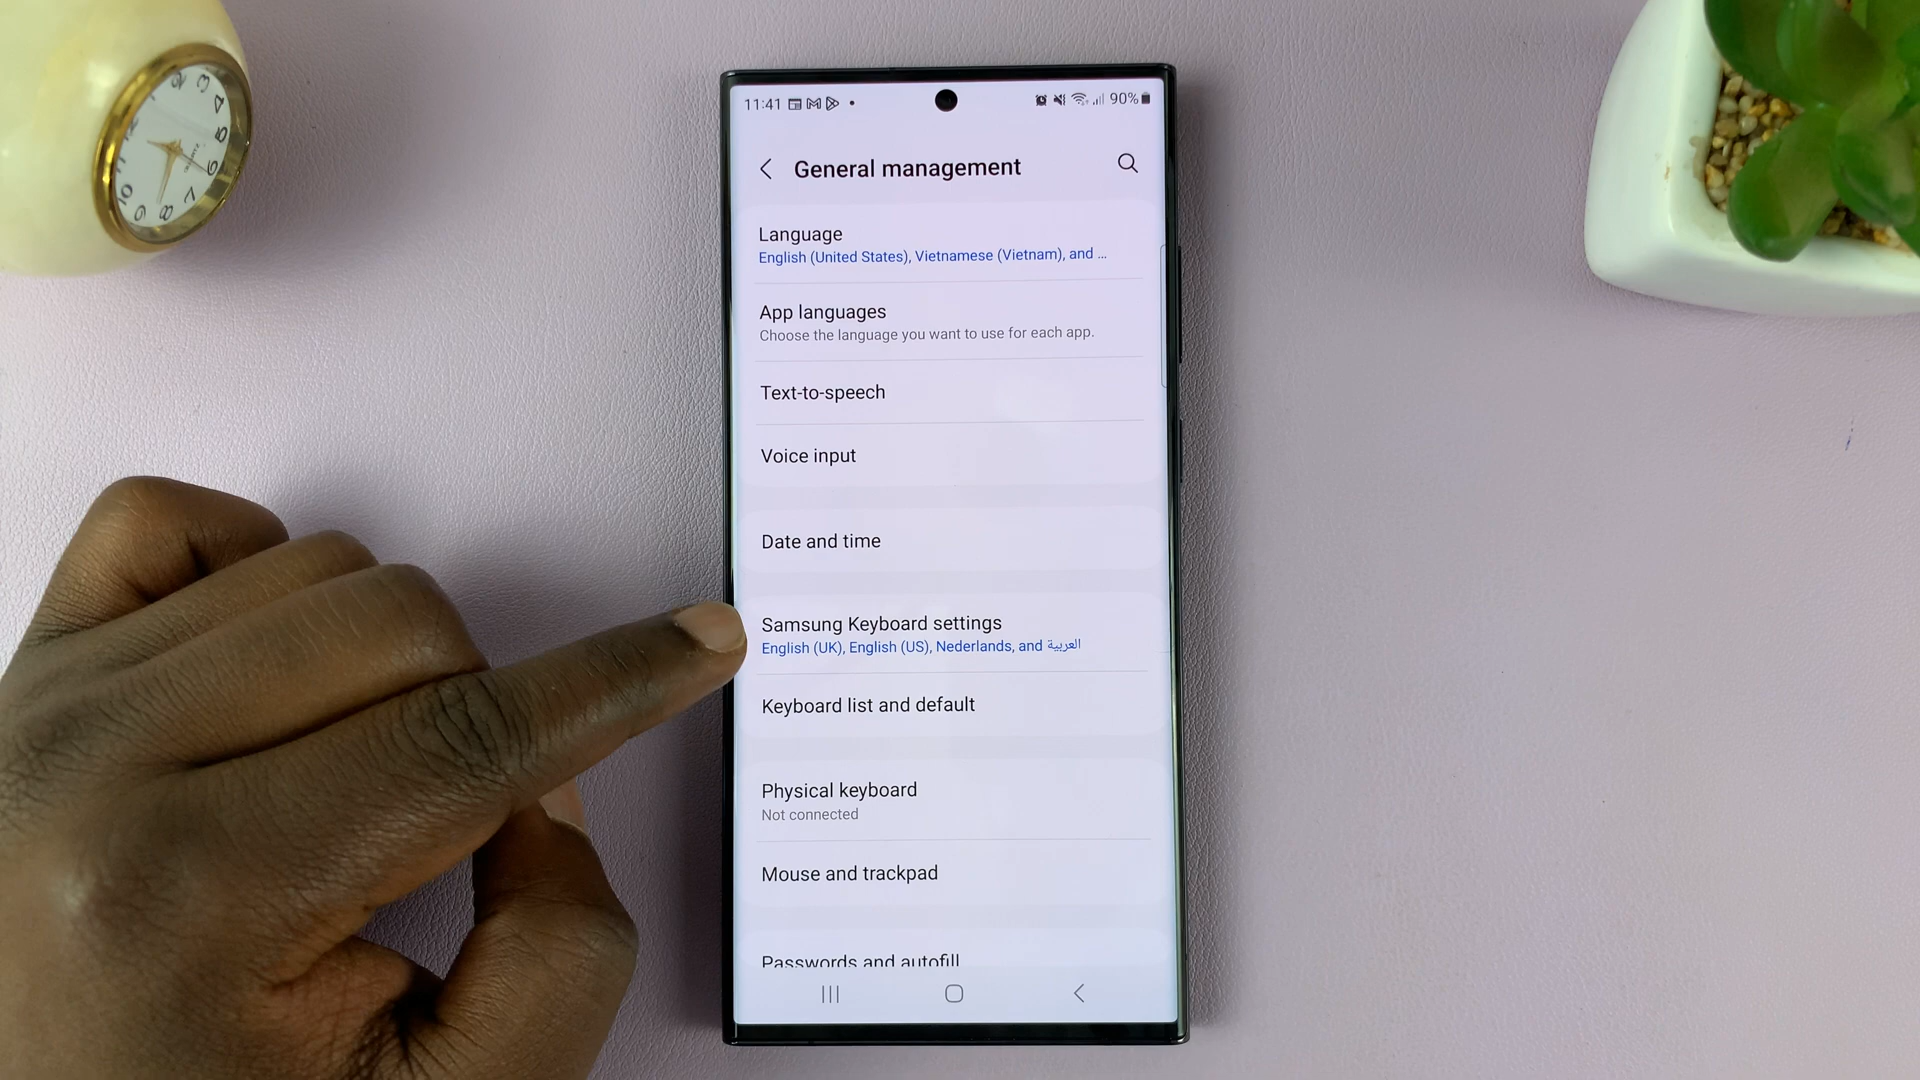 11:41
90%
General management
Language
English (United States), Vietnamese (Vietnam), and ...
App languages
Choose the language you want to use for each app.
Text-to-speech
Voice input
Date and time
Samsung Keyboard settings
English (UK), English (US), Nederlands, and العربية
Keyboard list and default
Physical keyboard
Not connected
Mouse and trackpad
Passwords and autofill